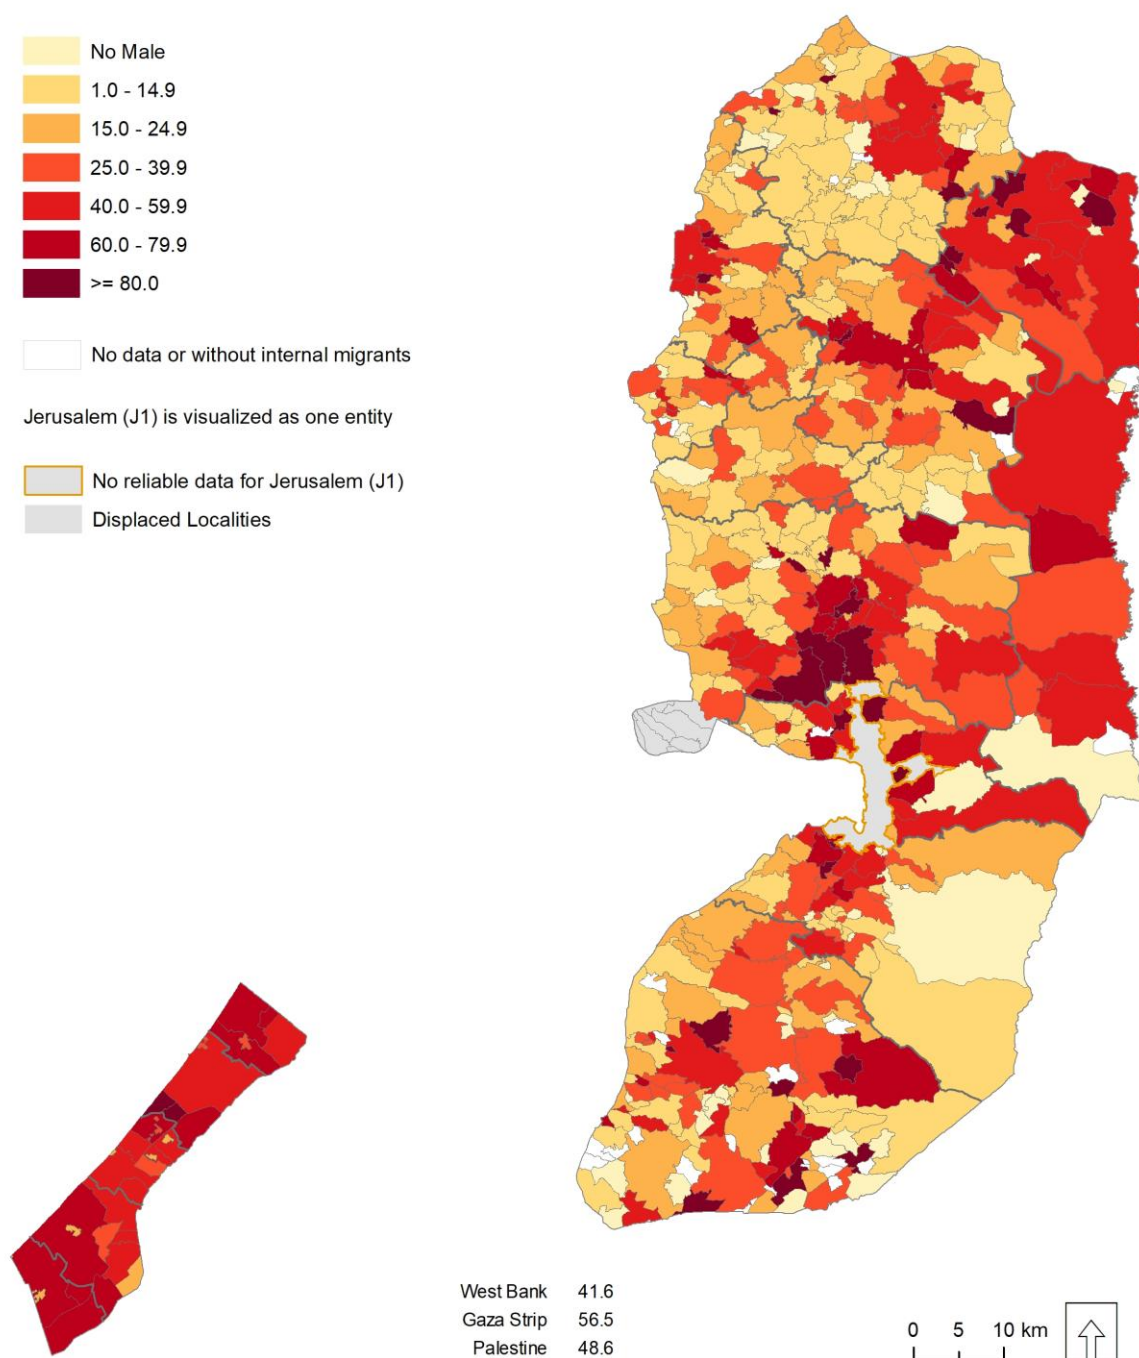 No Male
1.0 - 14.9
15.0 - 24.9
25.0 - 39.9
40.0 - 59.9
60.0 - 79.9
>= 80.0
No data or without internal migrants
Jerusalem (J1) is visualized as one entity
No reliable data for Jerusalem (J1)
Displaced Localities
West Bank 41.6
Gaza Strip 56.5
Palestine 48.6
0 5 10 km